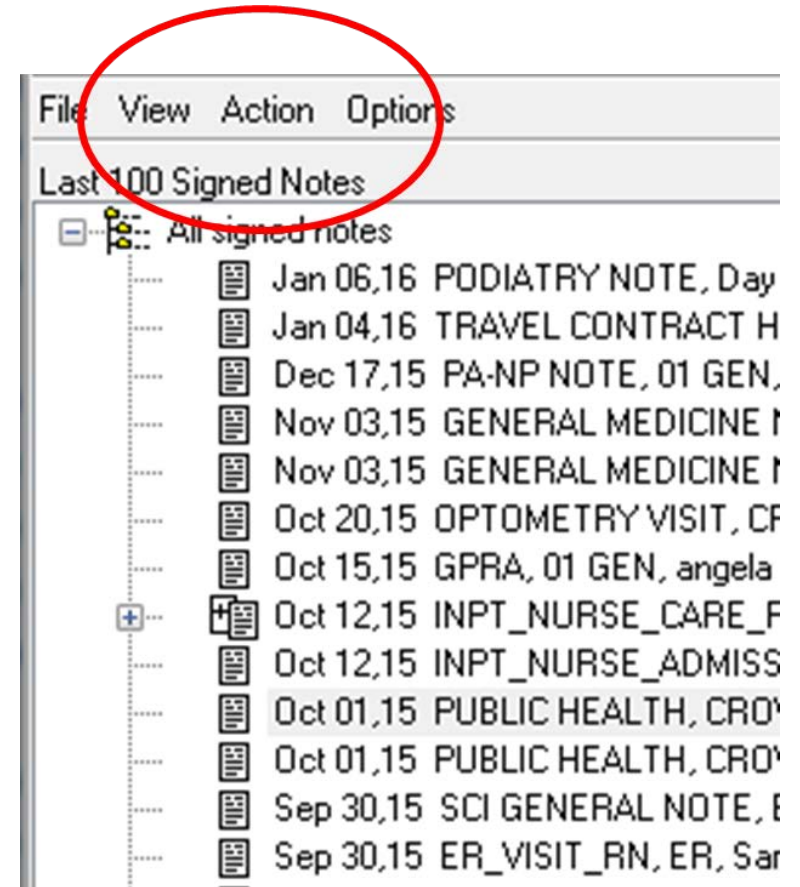 File View Action Options
Last 100 Signed Notes
All signed notes
Jan 06,16 PODIATRY NOTE, Day
Jan 04,16 TRAVEL CONTRACT H
Dec 17,15 PA-NP NOTE, 01 GEN,
Nov 03,15 GENERAL MEDICINE
Nov 03,15 GENERAL MEDICINE
Oct 20,15 OPTOMETRY VISIT,
Oct 15,15 GPRA, 01 GEN, angela
Oct 12,15 INPT_NURSE_CARE_
Oct 12,15 INPT_NURSE_ADMISS
Oct 01,15 PUBLIC HEALTH, CRO
Oct 01,15 PUBLIC HEALTH, CRO
Sep 30,15 SCI GENERAL NOTE,
Sep 30,15 ER_VISIT_RN, ER, Sar